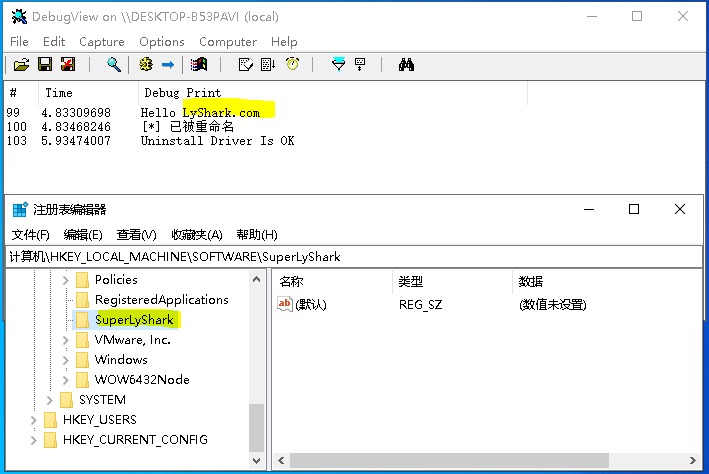 DebugView on \\DESKTOP-B53PAVI (local)
File Edit Capture Options Computer Help
# Time Debug Print
99 4.83309698 Hello LyShark.com
100 4.83468246 [*] 已被重命名
103 5.93474007 Uninstall Driver Is OK
注册表编辑器
文件(F) 编辑(E) 查看(V) 收藏夹(A) 帮助(H)
计算机\HKEY_LOCAL_MACHINE\SOFTWARE\SuperLyShark
Policies
RegisteredApplications
SuperLyShark
VMware, Inc.
Windows
WOW6432Node
SYSTEM
HKEY_USERS
HKEY_CURRENT_CONFIG
名称 类型 数据
ab (默认) REG_SZ (数值未设置)